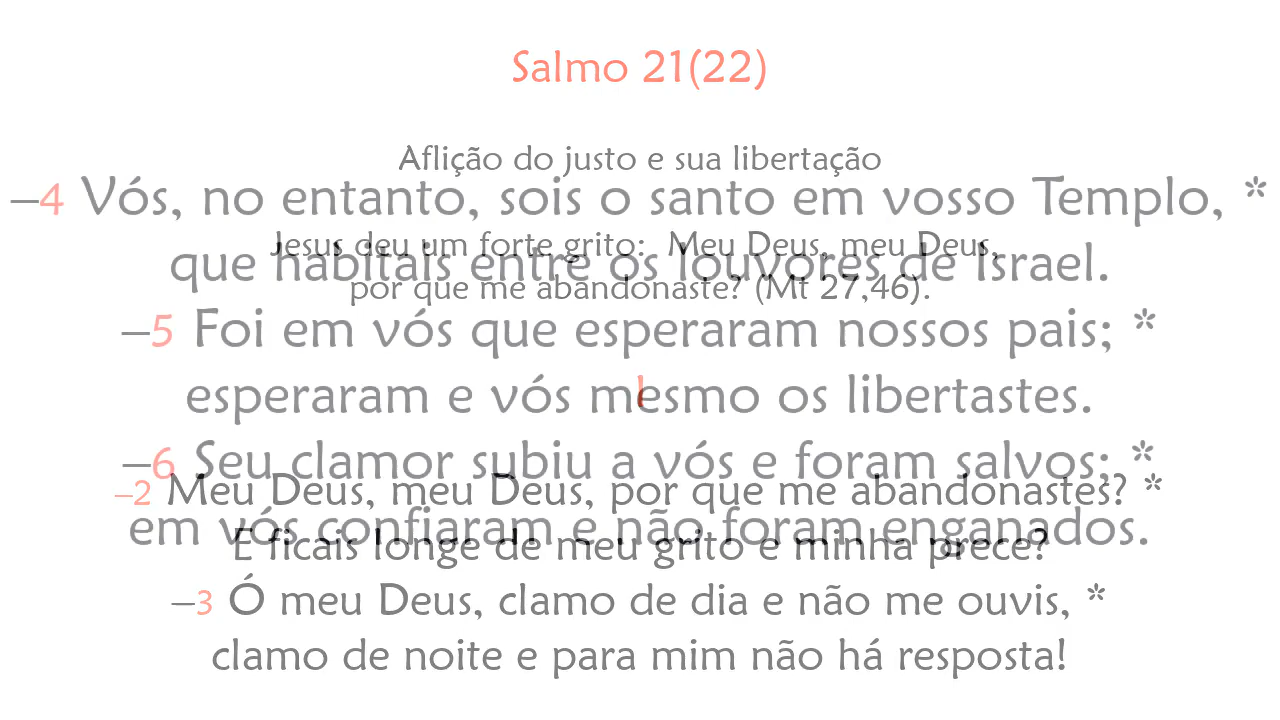 Salmo 21(22)
Aflição do justo e sua libertação
Jesus deu um forte grito: Meu Deus, meu Deus,
por que me abandonaste? (Mt 27,46).
I
–2 Meu Deus, meu Deus, por que me abandonastes? *
E ficais longe de meu grito e minha prece?
–3 Ó meu Deus, clamo de dia e não me ouvis, *
clamo de noite e para mim não há resposta!
–4 Vós, no entanto, sois o santo em vosso Templo, *
que habitais entre os louvores de Israel.
–5 Foi em vós que esperaram nossos pais; *
esperaram e vós mesmo os libertastes.
–6 Seu clamor subiu a vós e foram salvos; *
em vós confiaram e não foram enganados.